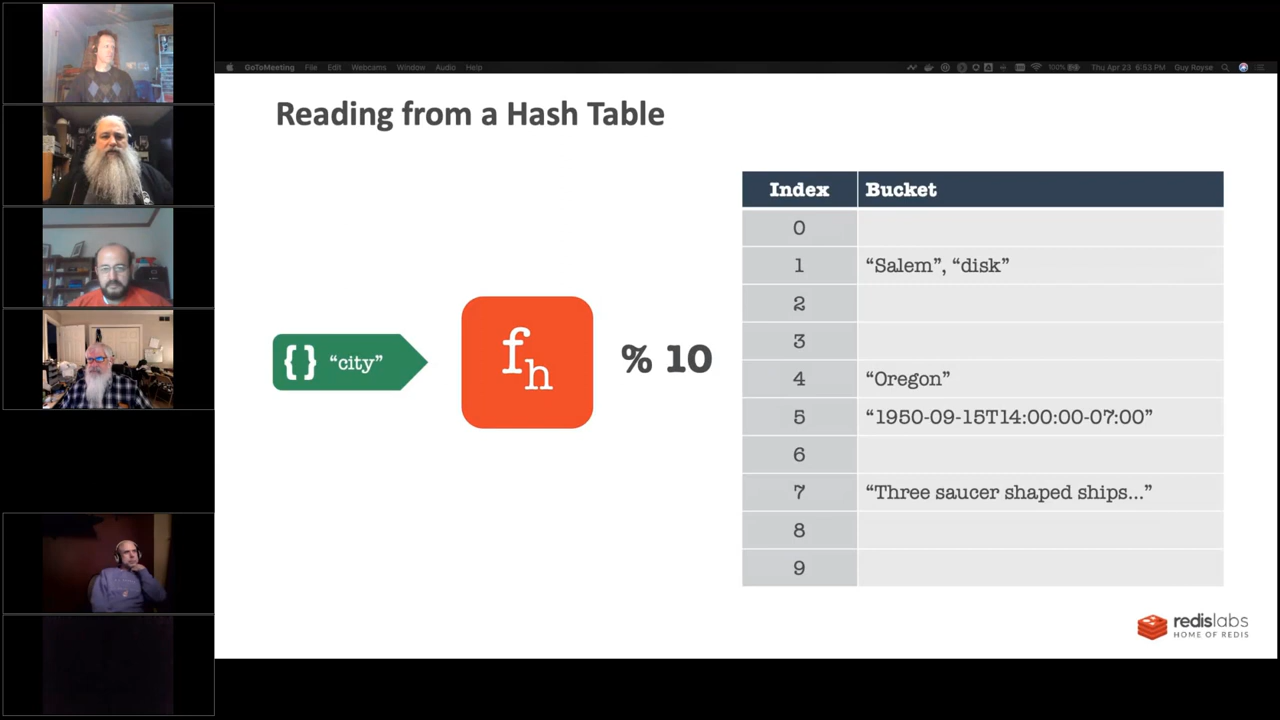 GoToMeeting File Edit Webcams Window Audio Help 100% Thu Apr 23 6:53 PM Guy Royse
Reading from a Hash Table
{} “city”
fh
% 10
Index Bucket
0
1 “Salem”, “disk”
2
3
4 “Oregon”
5 “1950-09-15T14:00:00-07:00”
6
7 “Three saucer shaped ships...”
8
9
redislabs
HOME OF REDIS